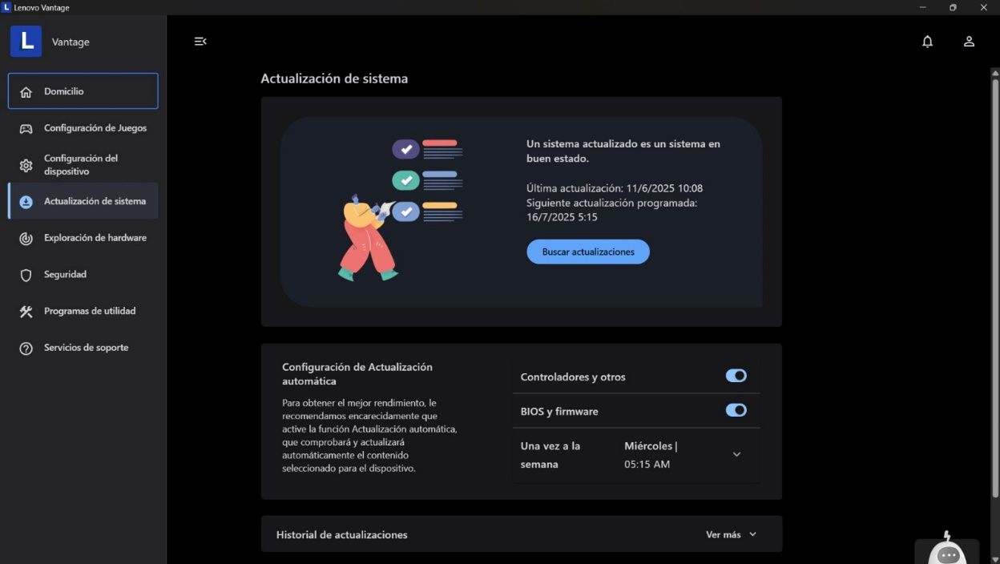 L Lenovo Vantage
L Vantage
Domicilio
Configuración de Juegos
Configuración del
dispositivo
Actualización de sistema
Exploración de hardware
Seguridad
Programas de utilidad
Servicios de soporte
Actualización de sistema
Un sistema actualizado es un sistema en
buen estado.
Última actualización: 11/6/2025 10:08
Siguiente actualización programada:
16/7/2025 5:15
Buscar actualizaciones
Configuración de Actualización
automática
Para obtener el mejor rendimiento, le
recomendamos encarecidamente que
active la función Actualización automática,
que comprobará y actualizará
automáticamente el contenido
seleccionado para el dispositivo.
Controladores y otros
BIOS y firmware
Una vez a la
semana
Miércoles |
05:15 AM
Historial de actualizaciones
Ver más